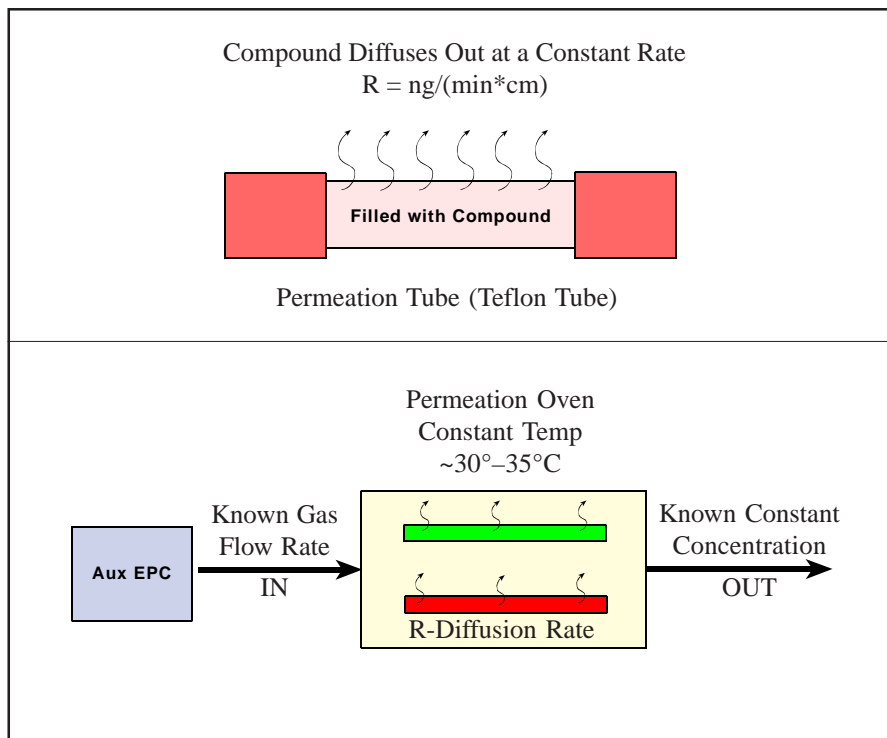 Compound Diffuses Out at a Constant Rate
R = ng/(min*cm)
Filled with Compound
Permeation Tube (Teflon Tube)
Permeation Oven
Constant Temp
~30°–35°C
Known Gas
Flow Rate
IN
Aux EPC
R-Diffusion Rate
Known Constant
Concentration
OUT